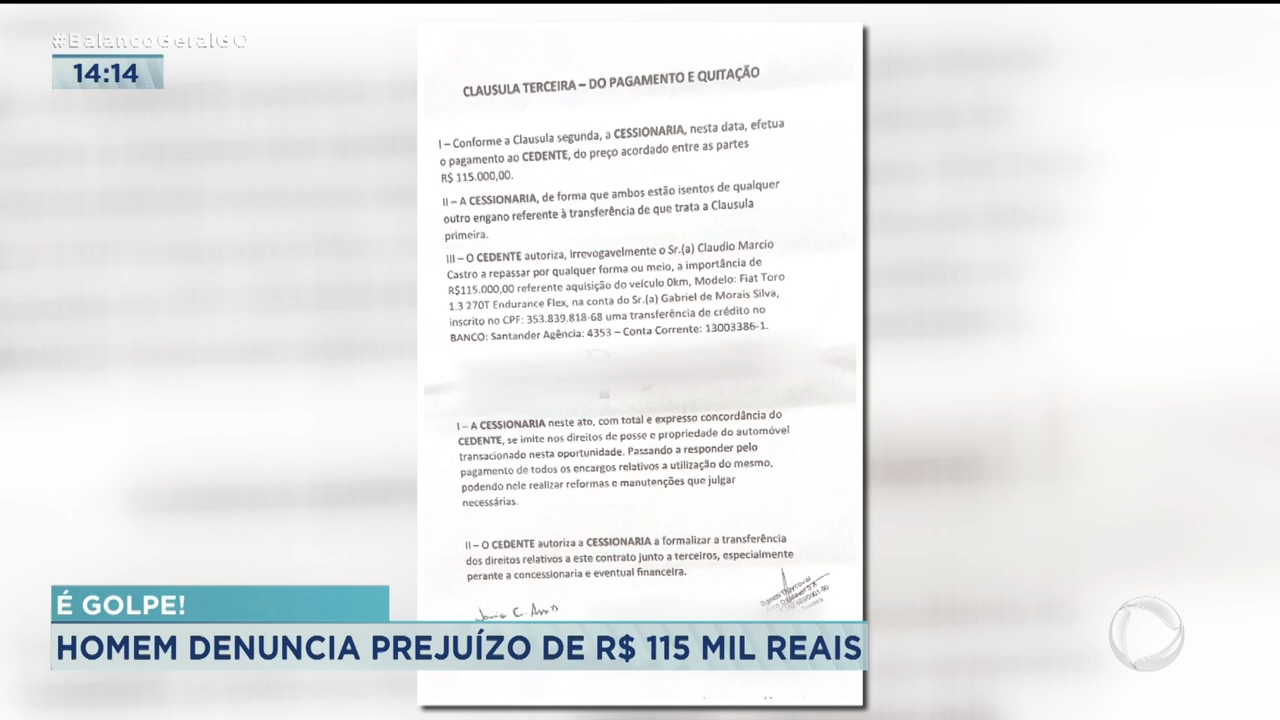 #BalancoGeralGO
14:14
CLAUSULA TERCEIRA – DO PAGAMENTO E QUITAÇÃO
I – Conforme a Clausula segunda, a CESSIONARIA, nesta data, efetua
o pagamento ao CEDENTE, do preço acordado entre as partes
R$ 115.000,00.
II – A CESSIONARIA, de forma que ambos estão isentos de qualquer
outro engano referente à transferência de que trata a Clausula
primeira.
III – O CEDENTE autoriza, Irrevogavelmente o Sr.(a) Claudio Marcio
Castro a repassar por qualquer forma ou meio, a importância de
R$115.000,00 referente aquisição do veículo 0km, Modelo: Fiat Toro
1.3 270T Endurance Flex, na conta do Sr.(a) Gabriel de Morais Silva,
inscrito no CPF: 353.839.818-68 uma transferência de crédito no
BANCO: Santander Agência: 4353 – Conta Corrente: 13003386-1.
I – A CESSIONARIA neste ato, com total e expresso concordância do
CEDENTE, se imite nos direitos de posse e propriedade do automóvel
transacionado nesta oportunidade. Passando a responder pelo
pagamento de todos os encargos relativos a utilização do mesmo,
podendo nele realizar reformas e manutenções que julgar
necessárias.
II – O CEDENTE autoriza a CESSIONARIA a formalizar a transferência
dos direitos relativos a este contrato junto a terceiros, especialmente
perante a concessionaria e eventual financeira.
É GOLPE!
HOMEM DENUNCIA PREJUÍZO DE R$ 115 MIL REAIS